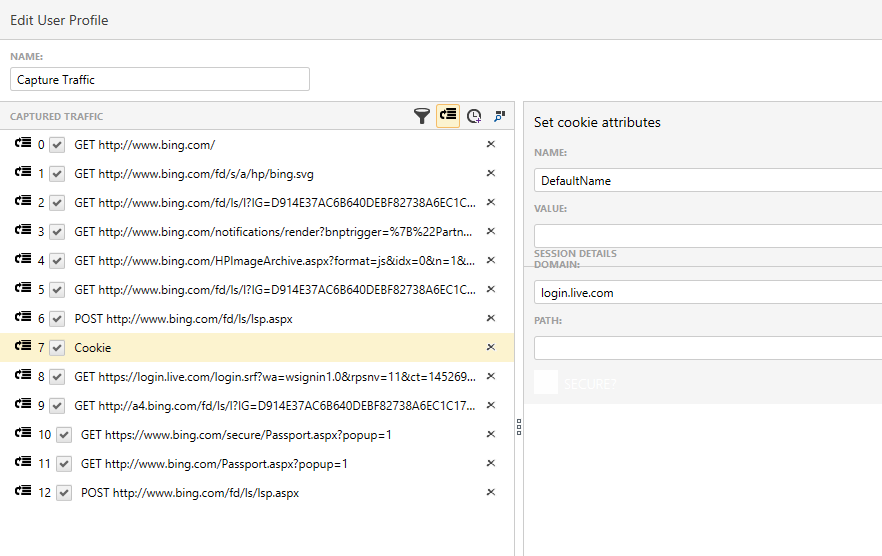 Edit User Profile
NAME:
Capture Traffic
CAPTURED TRAFFIC
0 GET http://www.bing.com/
1 GET http://www.bing.com/fd/s/a/hp/bing.svg
2 GET http://www.bing.com/fd/ls/l?IG=D914E37AC6B640DEBF82738A6EC1C...
3 GET http://www.bing.com/notifications/render?bnptrigger=%7B%22Partn...
4 GET http://www.bing.com/HPImageArchive.aspx?format=js&idx=0&n=1&...
5 GET http://www.bing.com/fd/ls/l?IG=D914E37AC6B640DEBF82738A6EC1C...
6 POST http://www.bing.com/fd/ls/lsp.aspx
7 Cookie
8 GET https://login.live.com/login.srf?wa=wsignin1.0&rpsnv=11&ct=145269...
9 GET http://a4.bing.com/fd/ls/l?IG=D914E37AC6B640DEBF82738A6EC1C17...
10 GET https://www.bing.com/secure/Passport.aspx?popup=1
11 GET http://www.bing.com/Passport.aspx?popup=1
12 POST http://www.bing.com/fd/ls/lsp.aspx
Set cookie attributes
NAME:
DefaultName
VALUE:
SESSION DETAILS
DOMAIN:
login.live.com
PATH:
SECURE?